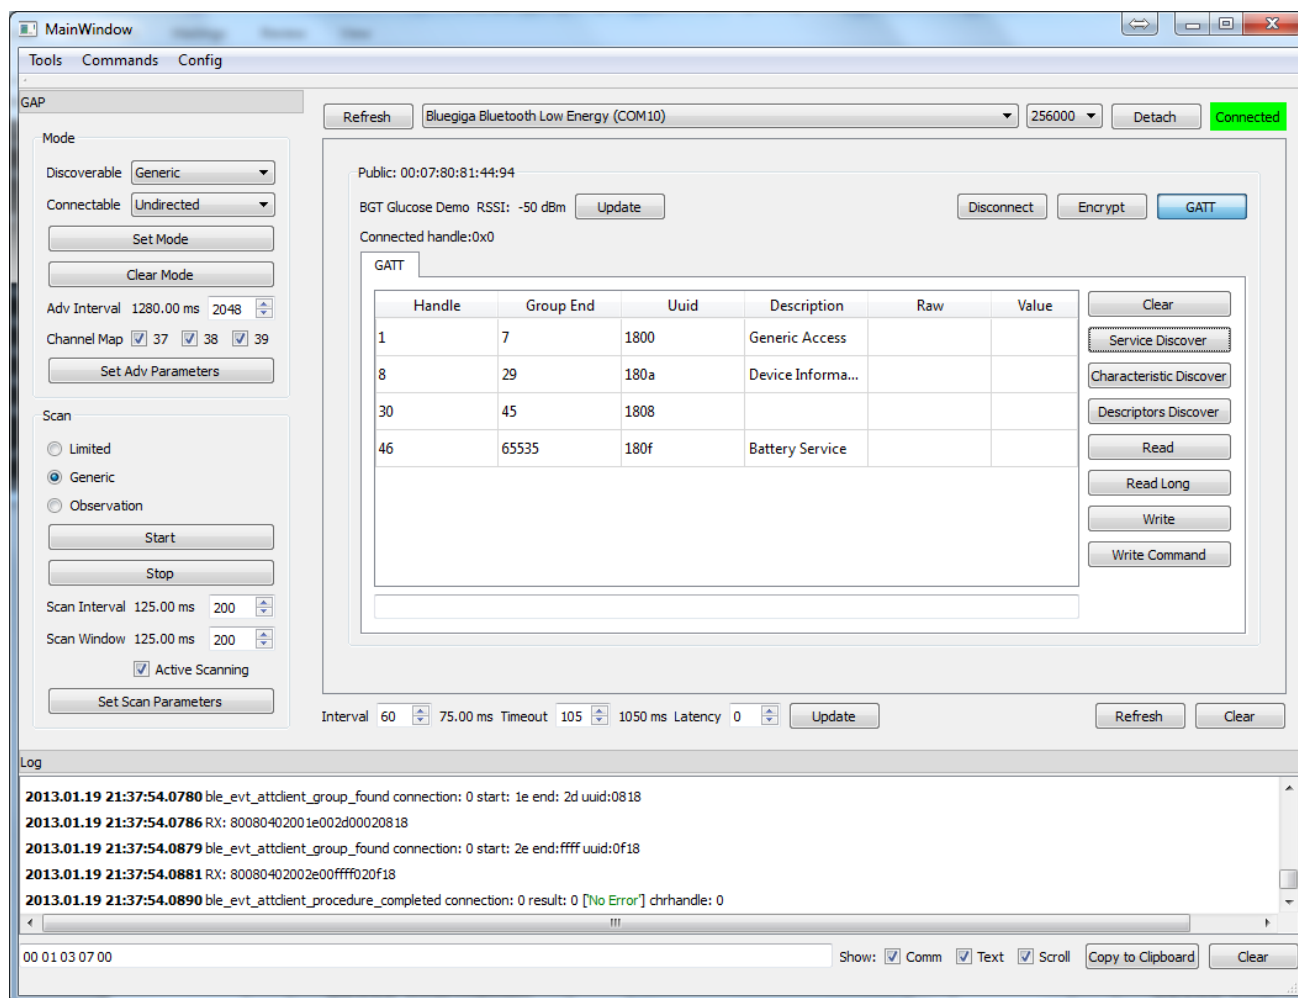 MainWindow
Tools Commands Config
GAP
Refresh Bluegiga Bluetooth Low Energy (COM10) 256000 Detach Connected
Mode
Discoverable Generic
Connectable Undirected
Set Mode
Clear Mode
Adv Interval 1280.00 ms 2048
Channel Map 37 38 39
Set Adv Parameters
Scan
Limited
Generic
Observation
Start
Stop
Scan Interval 125.00 ms 200
Scan Window 125.00 ms 200
Active Scanning
Set Scan Parameters
Public: 00:07:80:81:44:94
BGT Glucose Demo RSSI: -50 dBm Update Disconnect Encrypt GATT
Connected handle:0x0
GATT
Handle Group End Uuid Description Raw Value
1 7 1800 Generic Access
8 29 180a Device Informa...
30 45 1808
46 65535 180f Battery Service
Clear
Service Discover
Characteristic Discover
Descriptors Discover
Read
Read Long
Write
Write Command
Interval 60 75.00 ms Timeout 105 1050 ms Latency 0 Update Refresh Clear
Log
2013.01.19 21:37:54.0780 ble_evt_attclient_group_found connection: 0 start: 1e end: 2d uuid:0818
2013.01.19 21:37:54.0786 RX: 80080402001e002d00020818
2013.01.19 21:37:54.0879 ble_evt_attclient_group_found connection: 0 start: 2e end:ffff uuid:0f18
2013.01.19 21:37:54.0881 RX: 80080402002e00ffff020f18
2013.01.19 21:37:54.0890 ble_evt_attclient_procedure_completed connection: 0 result: 0 ['No Error'] chrhandle: 0
00 01 03 07 00 Show: Comm Text Scroll Copy to Clipboard Clear